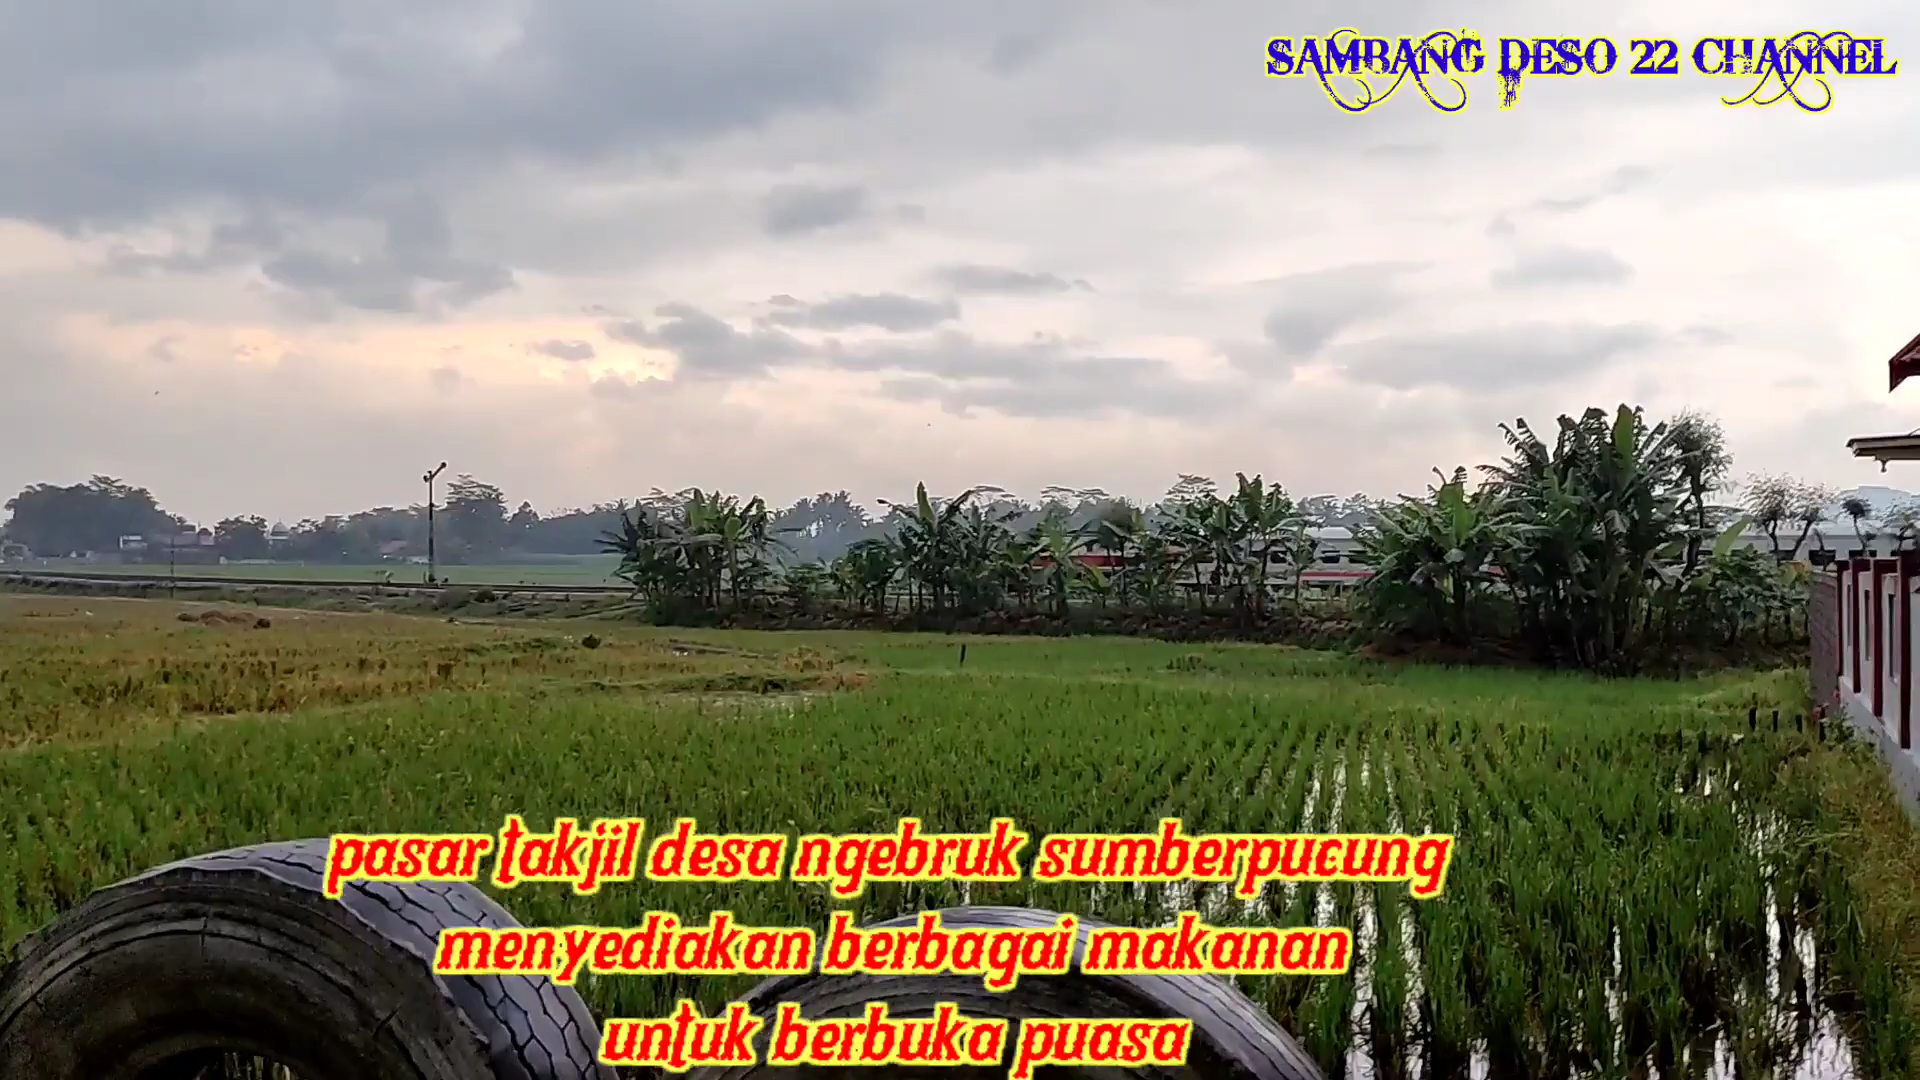 SAMBANG DESO 22 CHANNEL
pasar takjil desa ngebruk sumberpucung
menyediakan berbagai makanan
untuk berbuka puasa